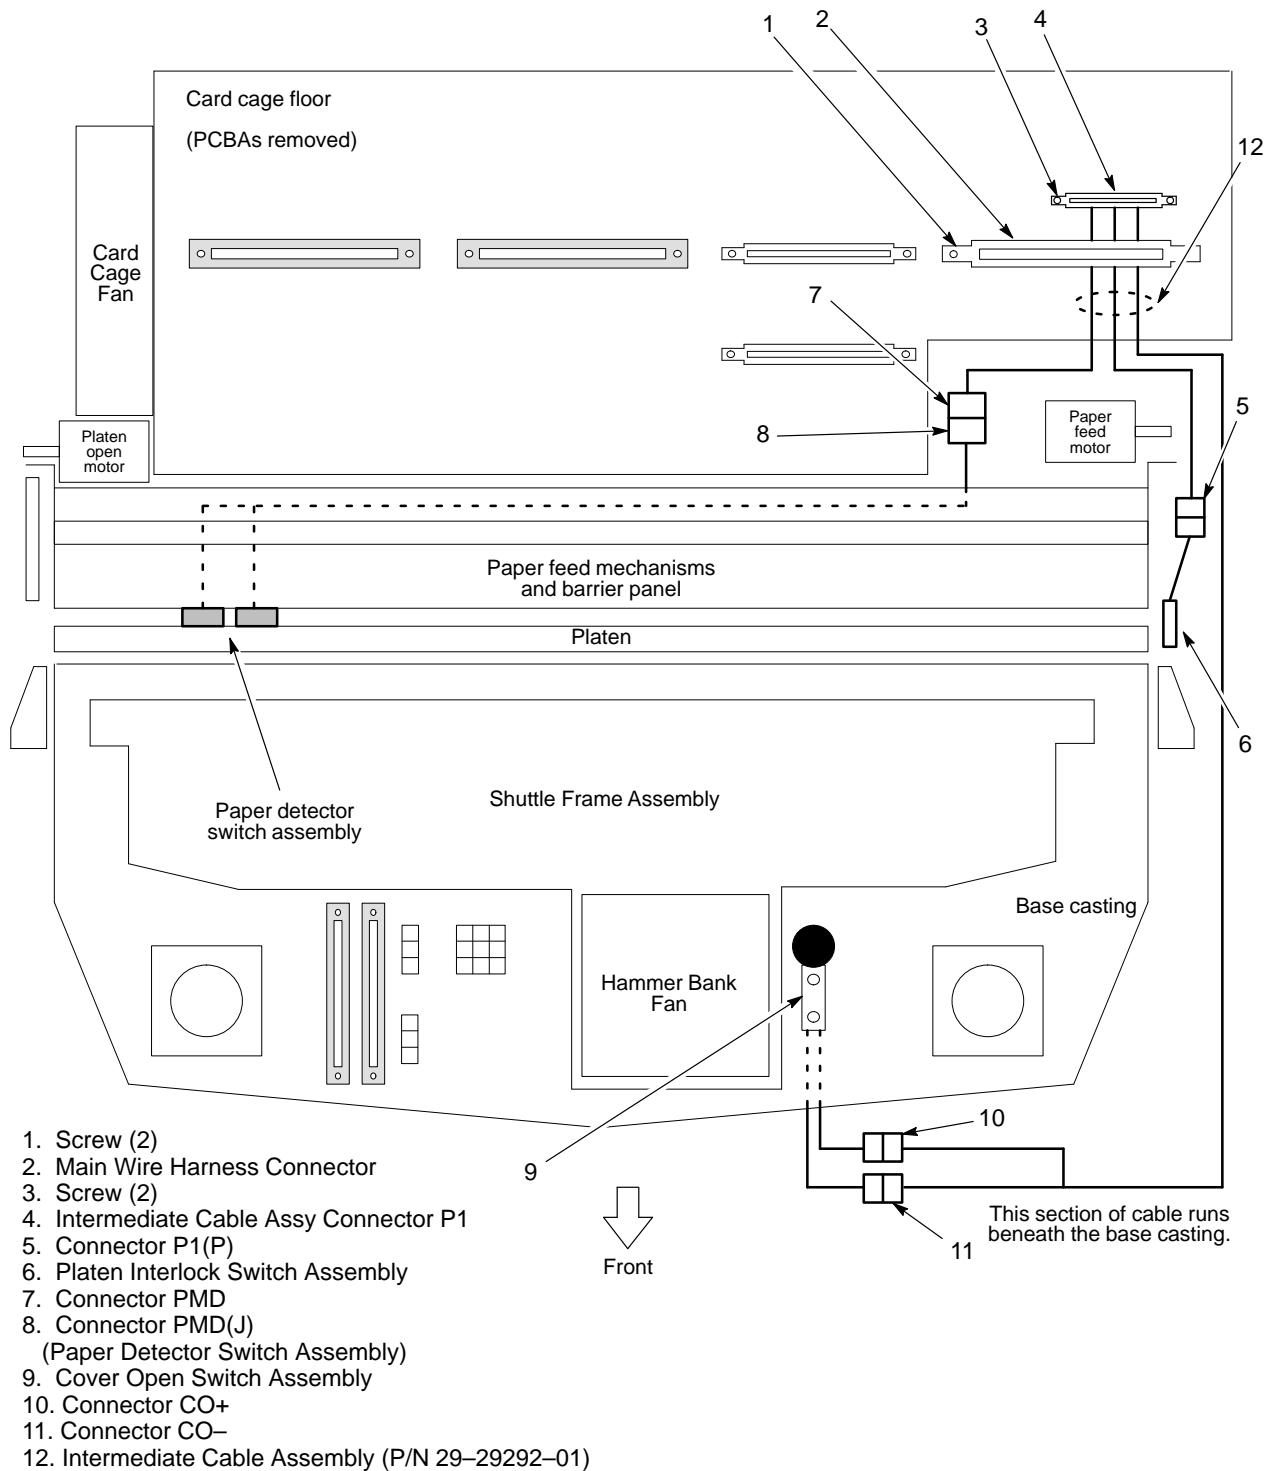 1
2
3
4
Card cage floor
(PCBAs removed)
12
Card
Cage
Fan
7
5
Platen
open
motor
8
Paper
feed
motor
Paper feed mechanisms
and barrier panel
Platen
6
Paper detector
switch assembly
Shuttle Frame Assembly
Base casting
Hammer Bank
Fan
10
9
11
This section of cable runs
beneath the base casting.
Front
1. Screw (2)
2. Main Wire Harness Connector
3. Screw (2)
4. Intermediate Cable Assy Connector P1
5. Connector P1(P)
6. Platen Interlock Switch Assembly
7. Connector PMD
8. Connector PMD(J)
(Paper Detector Switch Assembly)
9. Cover Open Switch Assembly
10. Connector CO+
11. Connector CO–
12. Intermediate Cable Assembly (P/N 29–29292–01)